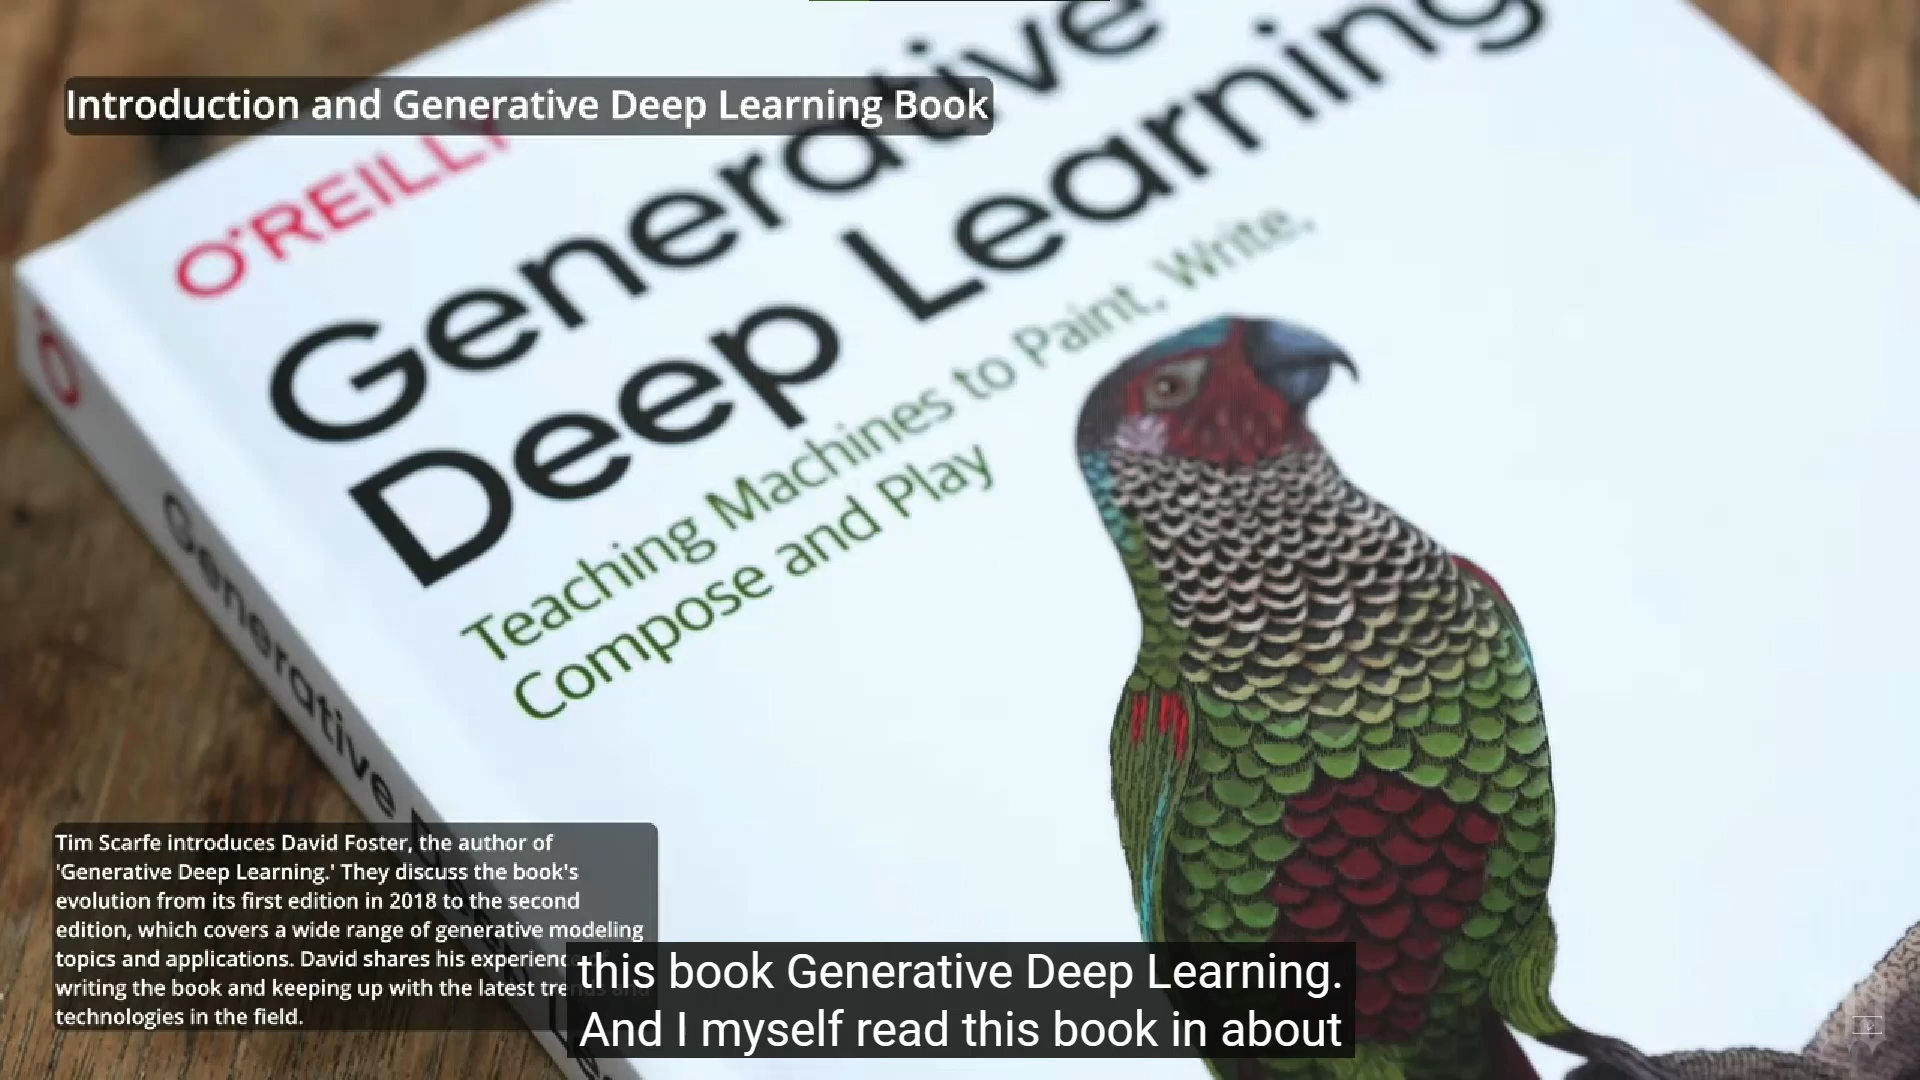 Introduction and Generative Deep Learning Book
O'REILLY
Generative
Deep Learning
Teaching Machines to Paint, Write,
Compose and Play
Generative
Tim Scarfe introduces David Foster, the author of
'Generative Deep Learning.' They discuss the book's
evolution from its first edition in 2018 to the second
edition, which covers a wide range of generative modeling
topics and applications. David shares his experience of
writing the book and keeping up with the latest trends and
technologies in the field.
this book Generative Deep Learning.
And I myself read this book in about